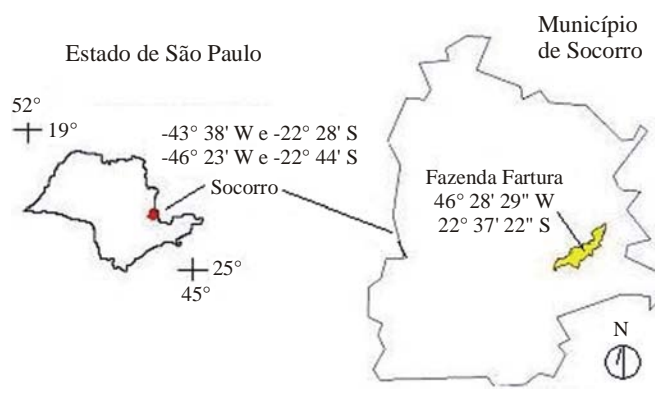 Estado de São Paulo
52°
19°
-43° 38' W e -22° 28' S
-46° 23' W e -22° 44' S
Socorro
25°
45°
Município
de Socorro
Fazenda Fartura
46° 28' 29" W
22° 37' 22" S
N